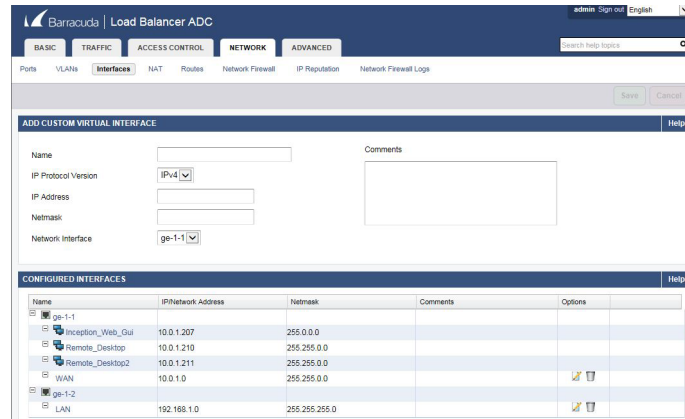 admin Sign out English
Barracuda | Load Balancer ADC
BASIC TRAFFIC ACCESS CONTROL NETWORK ADVANCED
Search help topics
Ports VLANs Interfaces NAT Routes Network Firewall IP Reputation Network Firewall Logs
Save Cancel
ADD CUSTOM VIRTUAL INTERFACE Help
Name
Comments
IP Protocol Version IPv4
IP Address
Netmask
Network Interface ge-1-1
CONFIGURED INTERFACES Help
Name IP/Network Address Netmask Comments Options
ge-1-1
Inception_Web_Gui 10.0.1.207 255.0.0.0
Remote_Desktop 10.0.1.210 255.255.0.0
Remote_Desktop2 10.0.1.211 255.255.0.0
WAN 10.0.1.0 255.255.0.0
ge-1-2
LAN 192.168.1.0 255.255.255.0